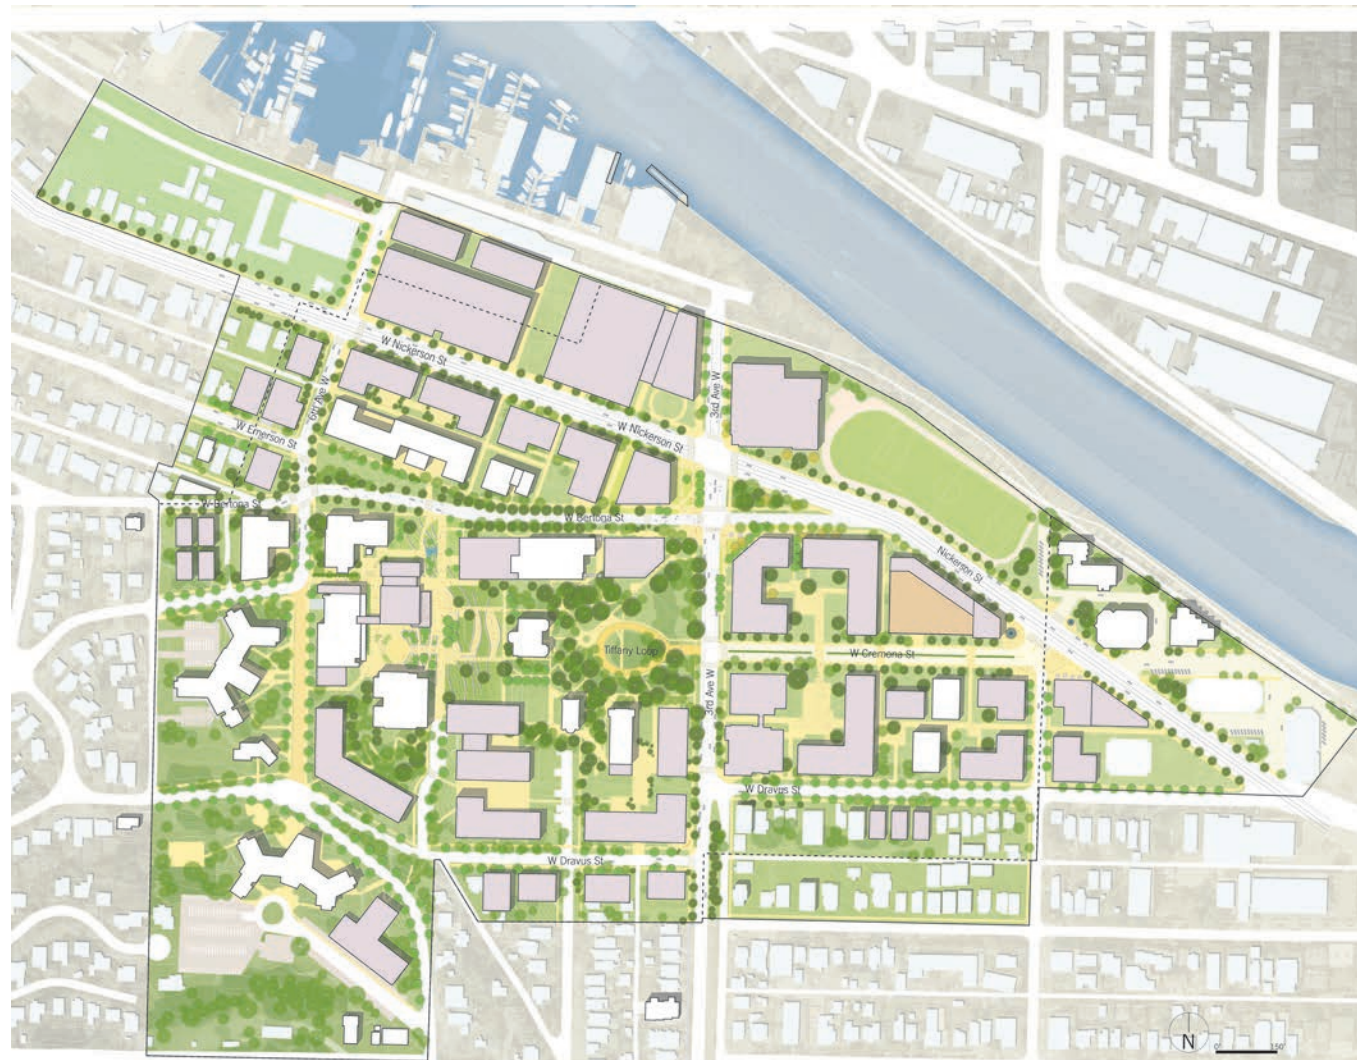 W Nickerson St
3rd Ave W
6th Ave W
W Nickerson St
W Emerson St
W Bertona St
W Bertona St
Nickerson St
Tiffany Loop
W Cremona St
3rd Ave W
W Dravus St
W Dravus St
N
0' 150'